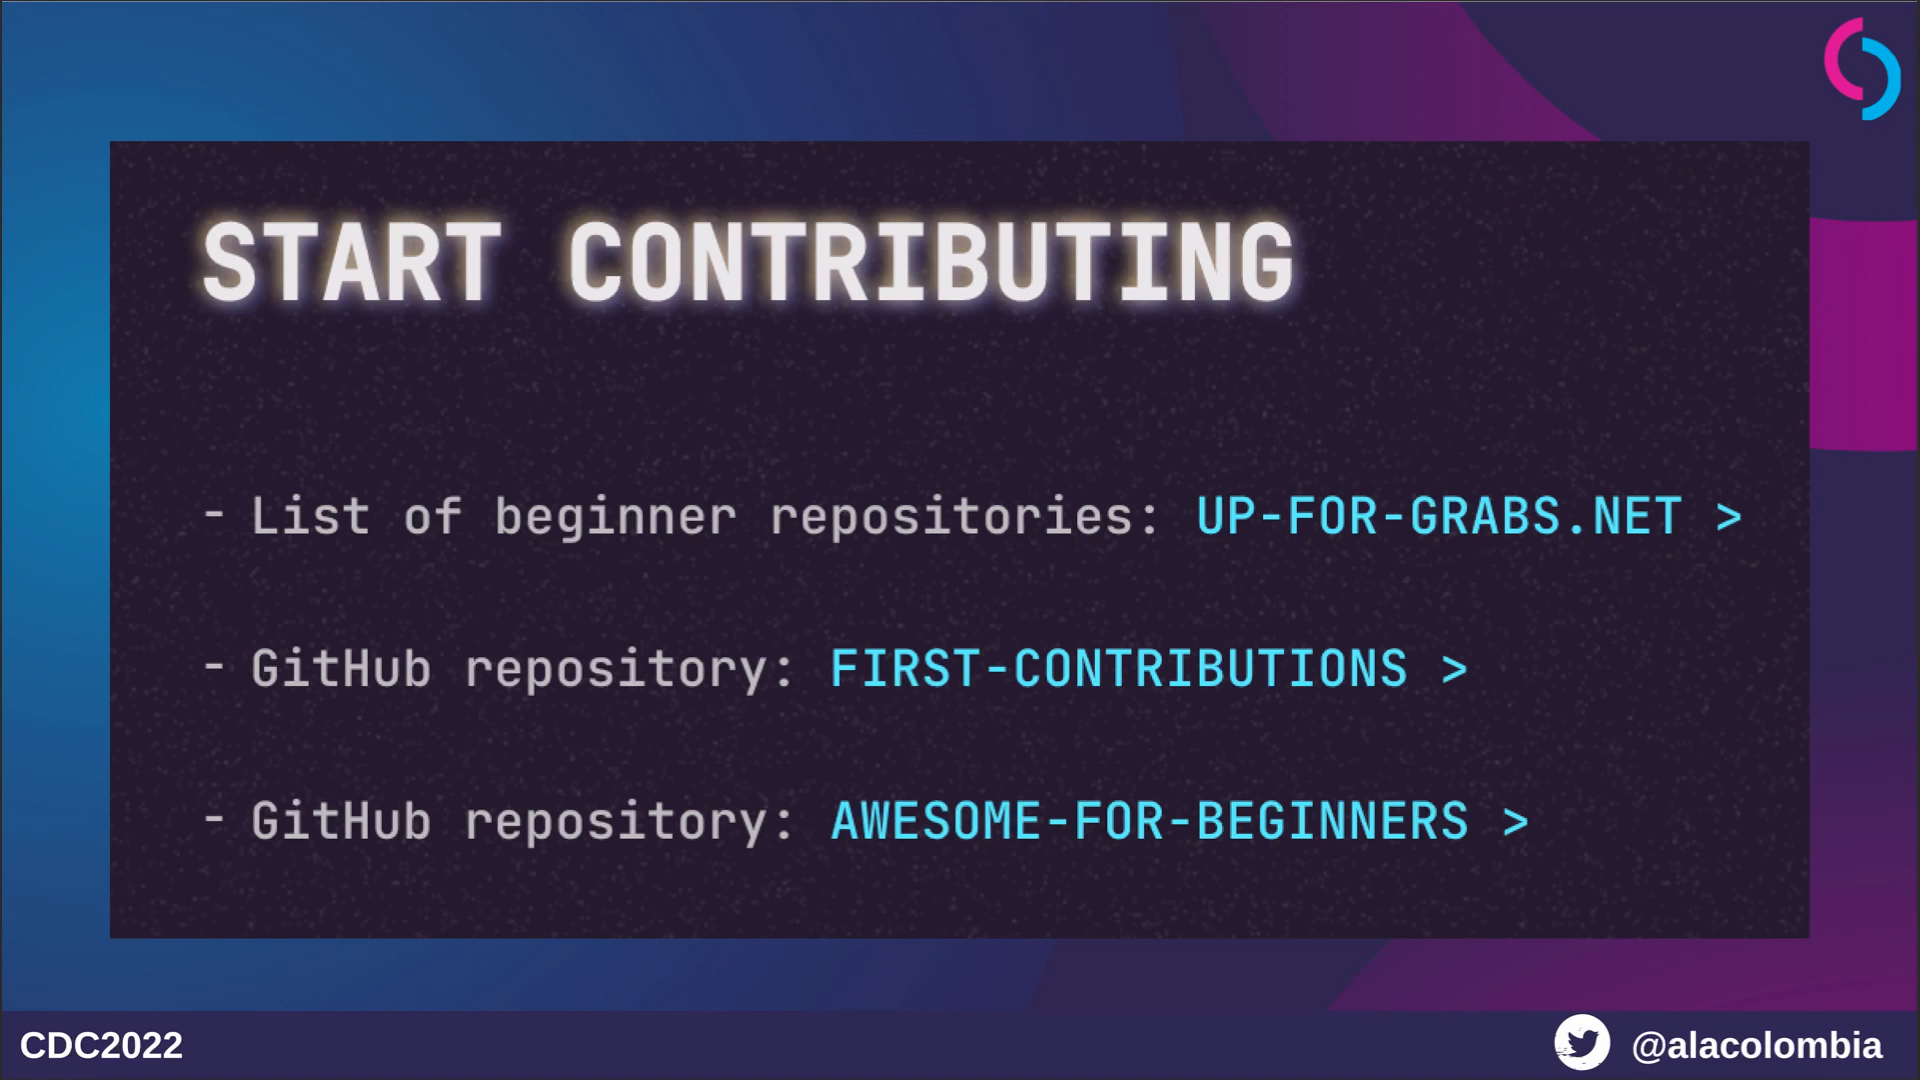 START CONTRIBUTING
- List of beginner repositories: UP-FOR-GRABS.NET >
- GitHub repository: FIRST-CONTRIBUTIONS >
- GitHub repository: AWESOME-FOR-BEGINNERS >
CDC2022
@alacolombia